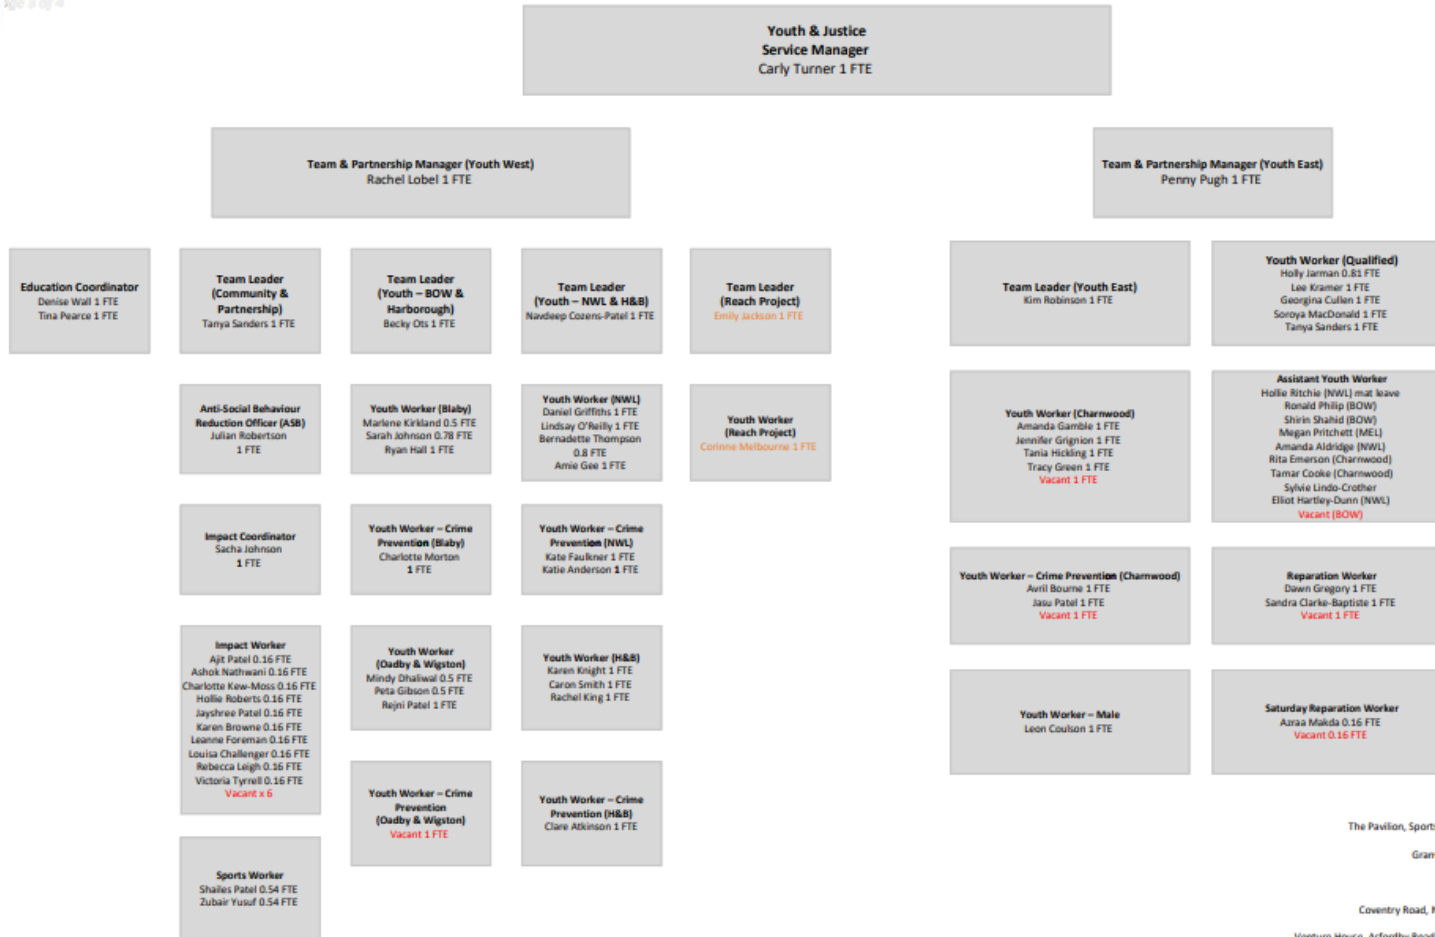 Page 3 of 4
Youth & Justice
Service Manager
Carly Turner 1 FTE
Team & Partnership Manager (Youth West)
Rachel Lobel 1 FTE
Team & Partnership Manager (Youth East)
Penny Pugh 1 FTE
Education Coordinator
Denise Wall 1 FTE
Tina Pearce 1 FTE
Team Leader
(Community &
Partnership)
Tanya Sanders 1 FTE
Team Leader
(Youth – BOW &
Harborough)
Becky Ots 1 FTE
Team Leader
(Youth – NWL & H&B)
Navdeep Cozens-Patel 1 FTE
Team Leader
(Reach Project)
Emily Jackson 1 FTE
Team Leader (Youth East)
Kim Robinson 1 FTE
Youth Worker (Qualified)
Holly Jarman 0.81 FTE
Lee Kramer 1 FTE
Georgina Cullen 1 FTE
Soroya MacDonald 1 FTE
Tanya Sanders 1 FTE
Anti-Social Behaviour
Reduction Officer (ASB)
Julian Robertson
1 FTE
Youth Worker (Blaby)
Marlene Kirkland 0.5 FTE
Sarah Johnson 0.78 FTE
Ryan Hall 1 FTE
Youth Worker (NWL)
Daniel Griffiths 1 FTE
Lindsay O'Reilly 1 FTE
Bernadette Thompson
0.8 FTE
Amie Gee 1 FTE
Youth Worker
(Reach Project)
Corinne Melbourne 1 FTE
Youth Worker (Charnwood)
Amanda Gamble 1 FTE
Jennifer Grignion 1 FTE
Tania Hickling 1 FTE
Tracy Green 1 FTE
Vacant 1 FTE
Assistant Youth Worker
Hollie Ritchie (NWL) mat leave
Ronald Philip (BOW)
Shirin Shahid (BOW)
Megan Pritchett (MEL)
Amanda Aldridge (NWL)
Rita Emerson (Charnwood)
Tamar Cooke (Charnwood)
Sylvie Lindo-Crother
Elliot Hartley-Dunn (NWL)
Vacant (BOW)
Impact Coordinator
Sacha Johnson
1 FTE
Youth Worker – Crime
Prevention (Blaby)
Charlotte Morton
1 FTE
Youth Worker – Crime
Prevention (NWL)
Kate Faulkner 1 FTE
Katie Anderson 1 FTE
Youth Worker – Crime Prevention (Charnwood)
Avril Bourne 1 FTE
Jasu Patel 1 FTE
Vacant 1 FTE
Reparation Worker
Dawn Gregory 1 FTE
Sandra Clarke-Baptiste 1 FTE
Vacant 1 FTE
Impact Worker
Ajit Patel 0.16 FTE
Ashok Nathwani 0.16 FTE
Charlotte Kew-Moss 0.16 FTE
Hollie Roberts 0.16 FTE
Jayshree Patel 0.16 FTE
Karen Browne 0.16 FTE
Leanne Foreman 0.16 FTE
Louisa Challenger 0.16 FTE
Rebecca Leigh 0.16 FTE
Victoria Tyrrell 0.16 FTE
Vacant x 6
Youth Worker
(Oadby & Wigston)
Mindy Dhaliwal 0.5 FTE
Peta Gibson 0.5 FTE
Rejni Patel 1 FTE
Youth Worker (H&B)
Karen Knight 1 FTE
Caron Smith 1 FTE
Rachel King 1 FTE
Youth Worker – Male
Leon Coulson 1 FTE
Saturday Reparation Worker
Azraa Makda 0.16 FTE
Vacant 0.16 FTE
Youth Worker – Crime
Prevention
(Oadby & Wigston)
Vacant 1 FTE
Youth Worker – Crime
Prevention (H&B)
Clare Atkinson 1 FTE
Sports Worker
Shailes Patel 0.54 FTE
Zubair Yusuf 0.54 FTE
The Pavilion, Sports
Gran
Coventry Road, N
Venture House, Asfordby Road